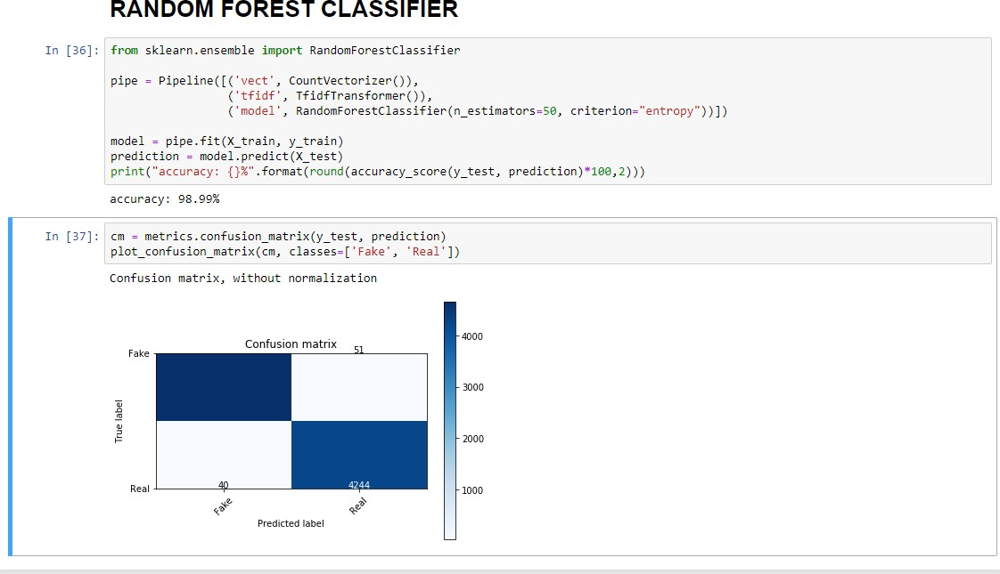 RANDOM FOREST CLASSIFIER
In [36]:
from sklearn.ensemble import RandomForestClassifier
pipe = Pipeline([('vect', CountVectorizer()),
('tfidf', TfidfTransformer()),
('model', RandomForestClassifier(n_estimators=50, criterion="entropy"))])
model = pipe.fit(X_train, y_train)
prediction = model.predict(X_test)
print("accuracy: {}%".format(round(accuracy_score(y_test, prediction)*100,2)))
accuracy: 98.99%
In [37]:
cm = metrics.confusion_matrix(y_test, prediction)
plot_confusion_matrix(cm, classes=['Fake', 'Real'])
Confusion matrix, without normalization
Confusion matrix
51
Fake
True label
Real
40
4244
Fake
Real
Predicted label
4000
3000
2000
1000